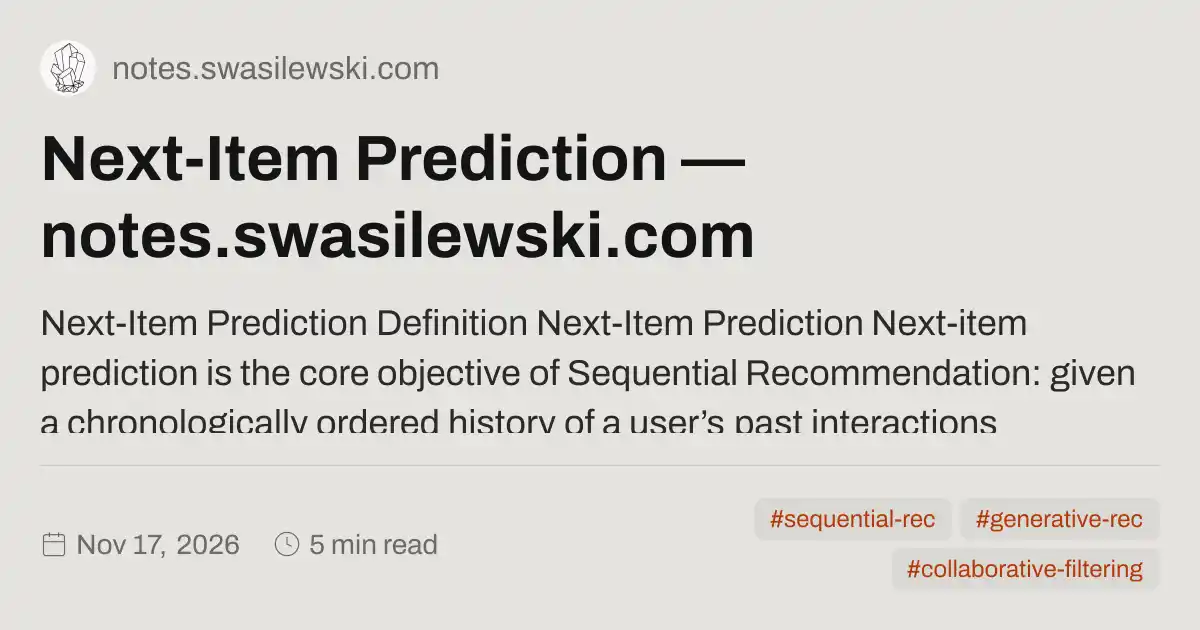 notes.swasilewski.com
Next-Item Prediction —
notes.swasilewski.com
Next-Item Prediction Definition Next-Item Prediction Next-item
prediction is the core objective of Sequential Recommendation: given
a chronologically ordered history of a user’s past interactions
Nov 17, 2026
5 min read
#sequential-rec
#generative-rec
#collaborative-filtering